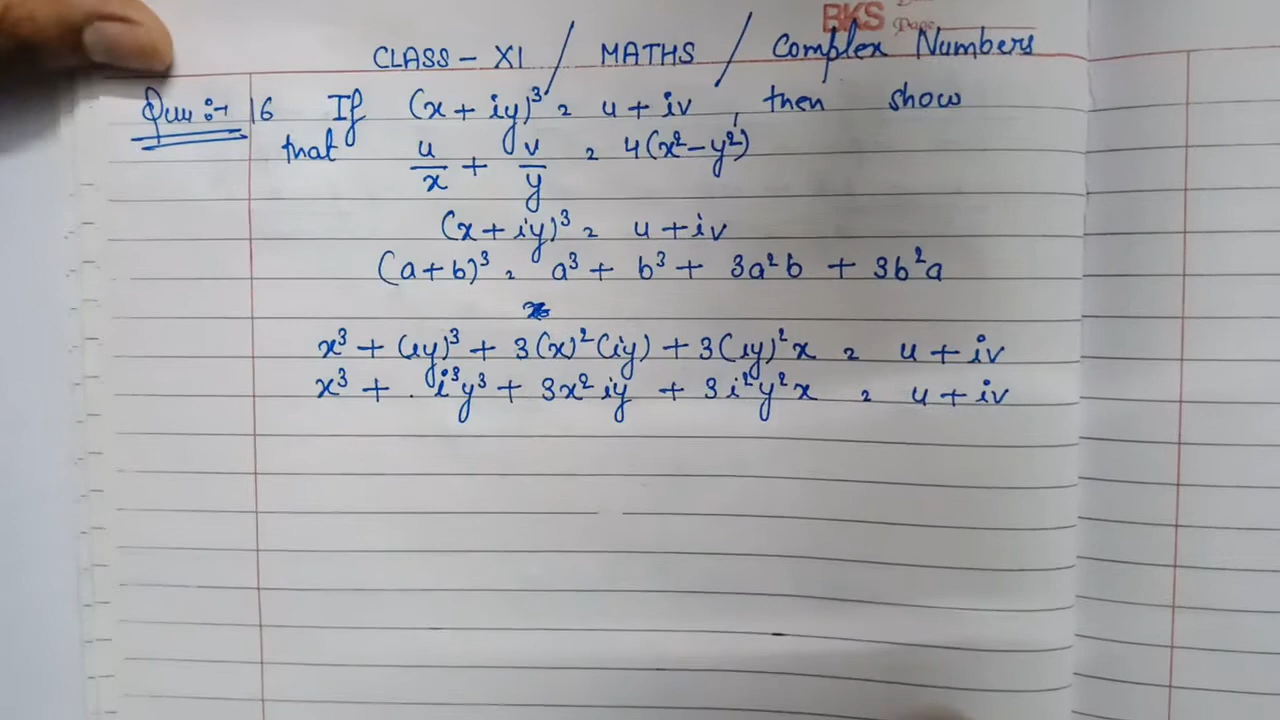 BKS
Page
CLASS - XI / MATHS / Complex Numbers
Ques :- 16 If (x + iy)³ = u + iv, then show
that u/x + v/y = 4(x² - y²)
(x + iy)³ = u + iv
(a + b)³ = a³ + b³ + 3a²b + 3b²a
x³ + (iy)³ + 3(x)²(iy) + 3(iy)²x = u + iv
x³ + i³y³ + 3x²iy + 3i²y²x = u + iv